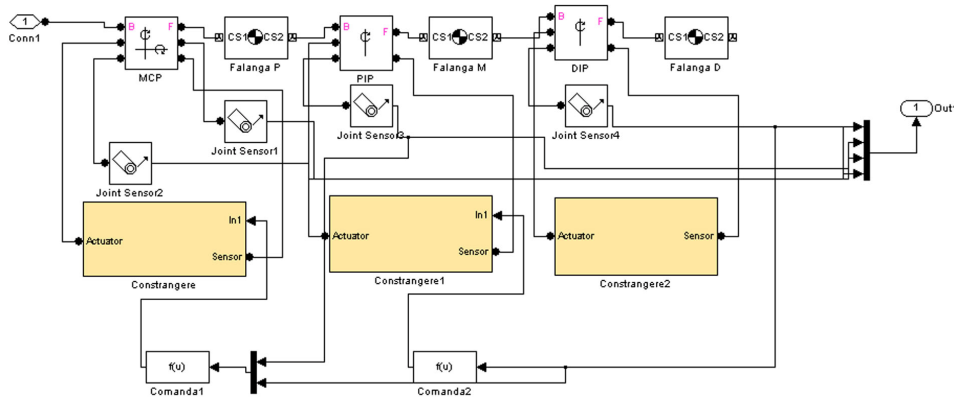 1
Conn1
B
F
MCP
CS1 CS2
Falanga P
B
F
PIP
CS1 CS2
Falanga M
B
F
DIP
CS1 CS2
Falanga D
Joint Sensor1
Joint Sensor3
Joint Sensor4
1
Out1
Joint Sensor2
Actuator
In1
Sensor
Constrangere
Actuator
In1
Sensor
Constrangere1
Actuator
Sensor
Constrangere2
f(u)
Comanda1
f(u)
Comanda2